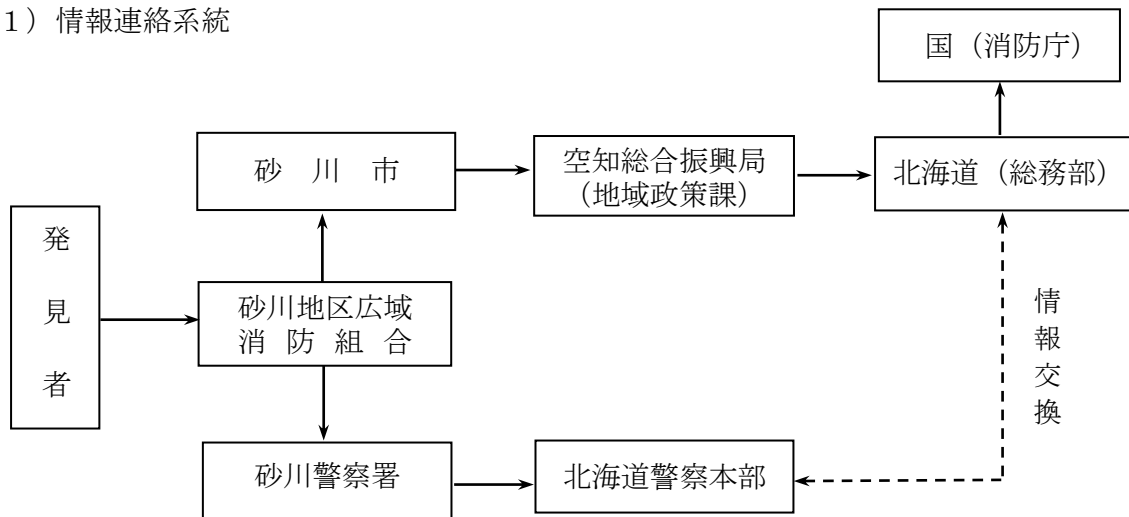 １）情報連絡系統
国（消防庁）
砂川市
空知総合振興局
（地域政策課）
北海道（総務部）
発見者
砂川地区広域
消防組合
情報交換
砂川警察署
北海道警察本部